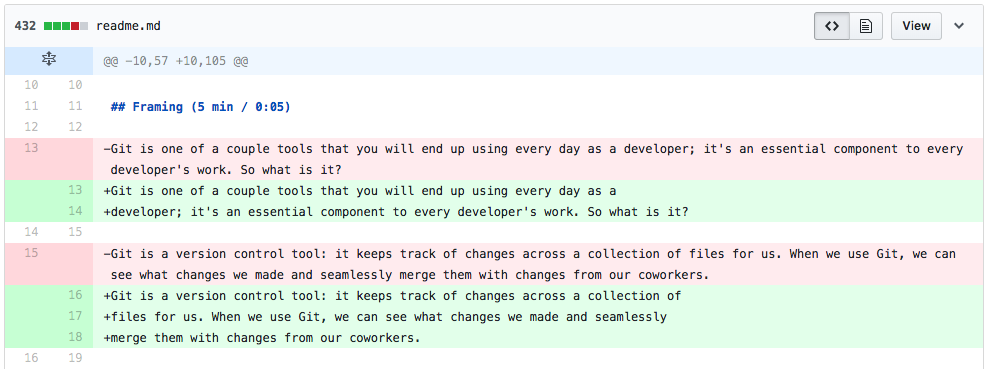 432 readme.md View
@@ -10,57 +10,105 @@
10 10
11 11 ## Framing (5 min / 0:05)
12 12
13 -Git is one of a couple tools that you will end up using every day as a developer; it's an essential component to every
developer's work. So what is it?
13 +Git is one of a couple tools that you will end up using every day as a
14 +developer; it's an essential component to every developer's work. So what is it?
14 15
15 -Git is a version control tool: it keeps track of changes across a collection of files for us. When we use Git, we can
see what changes we made and seamlessly merge them with changes from our coworkers.
16 +Git is a version control tool: it keeps track of changes across a collection of
17 +files for us. When we use Git, we can see what changes we made and seamlessly
18 +merge them with changes from our coworkers.
16 19